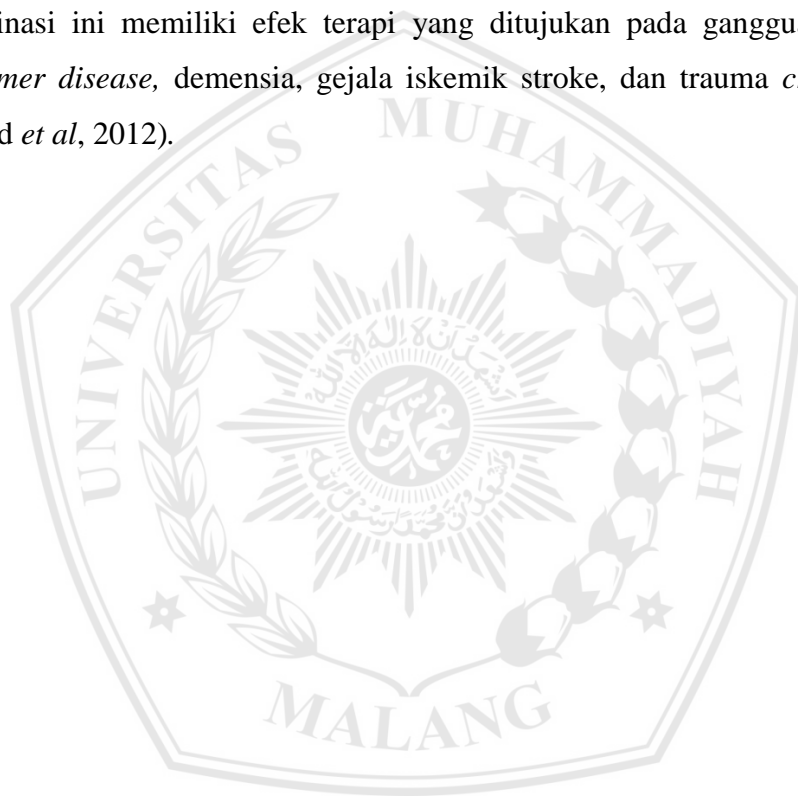 inasi ini memiliki efek terapi yang ditujukan pada ganggua
mer disease, demensia, gejala iskemik stroke, dan trauma c
d et al, 2012).
UNIVERSITAS MUHAMMADIYAH
MALANG